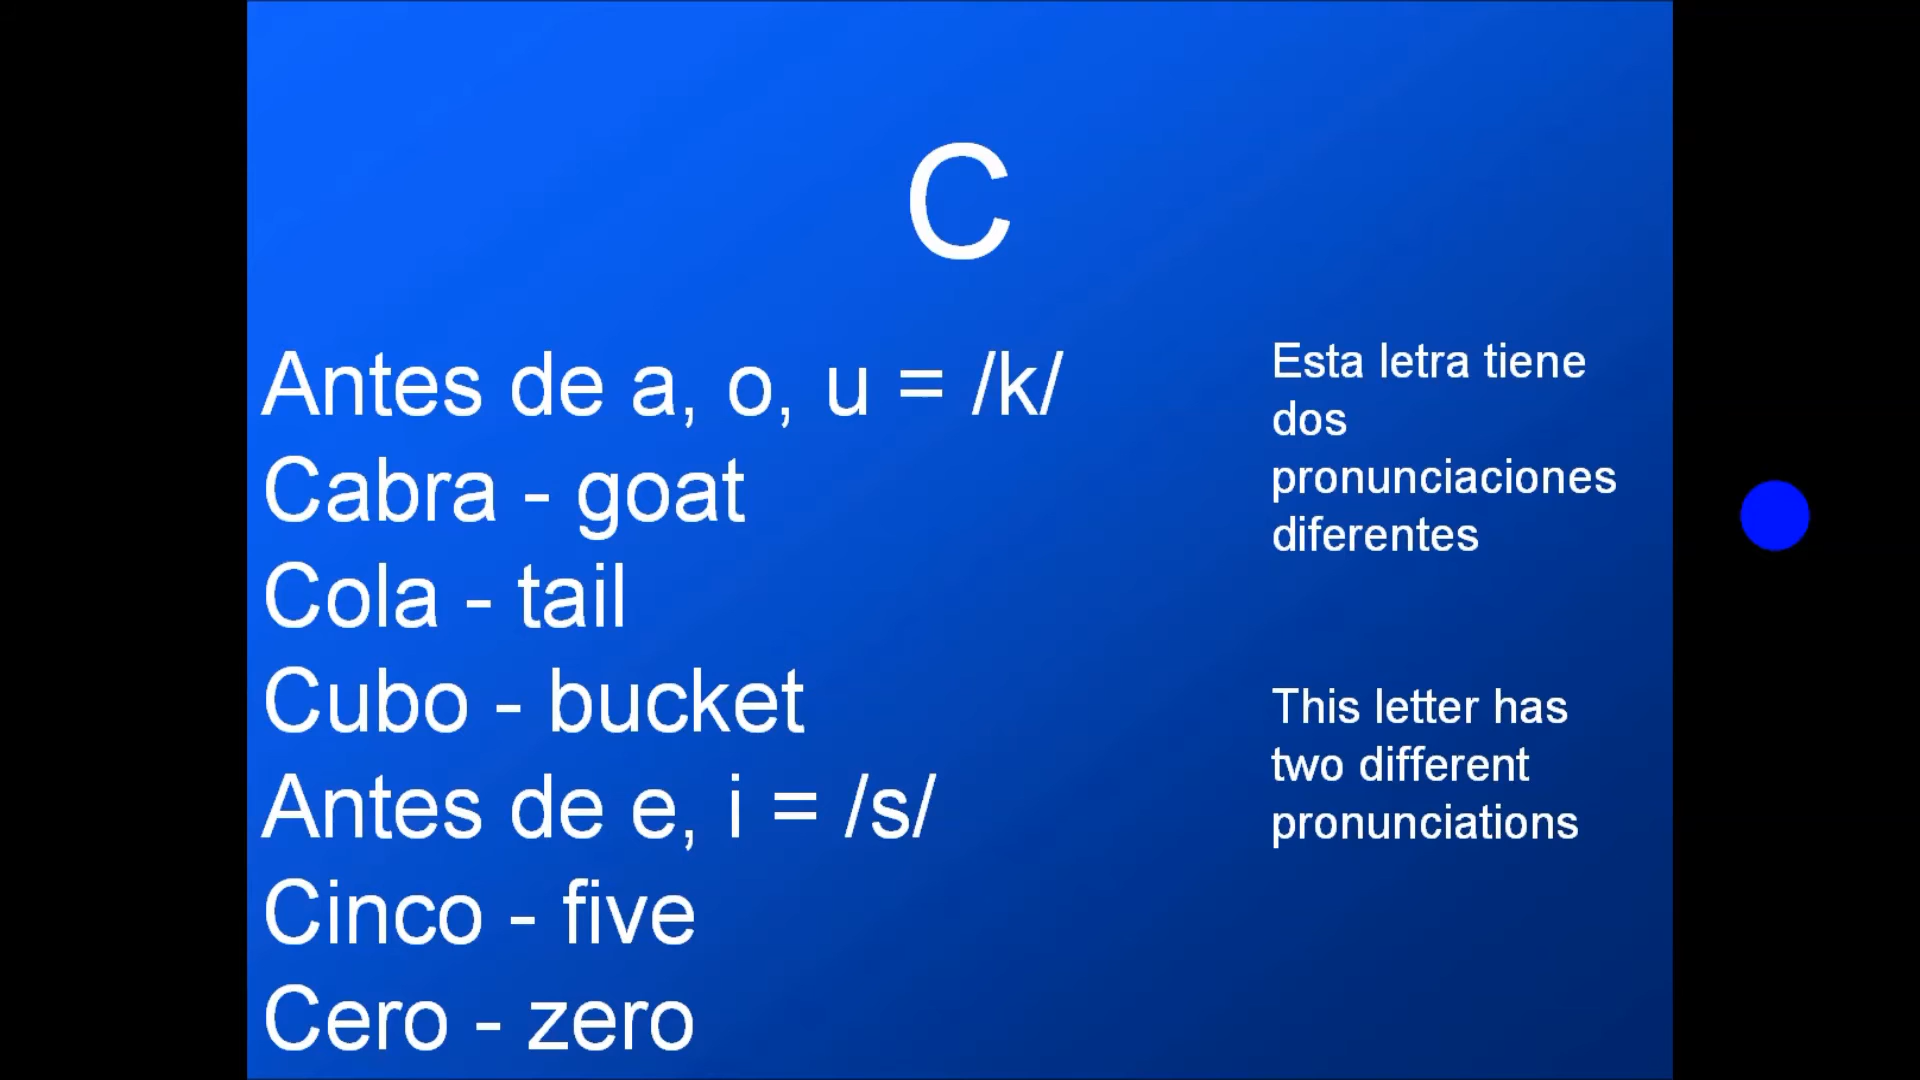 C
Antes de a, o, u = /k/
Cabra - goat
Cola - tail
Cubo - bucket
Antes de e, i = /s/
Cinco - five
Cero - zero
Esta letra tiene
dos
pronunciaciones
diferentes
This letter has
two different
pronunciations